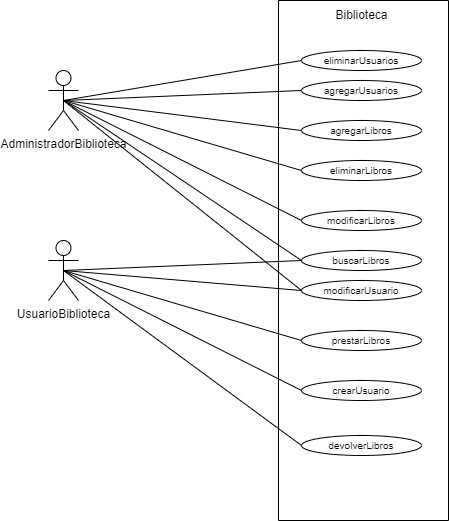 Biblioteca
eliminarUsuarios
agregarUsuarios
agregarLibros
AdministradorBiblioteca
eliminarLibros
modificarLibros
buscarLibros
modificarUsuario
UsuarioBiblioteca
prestarLibros
crearUsuario
devolverLibros